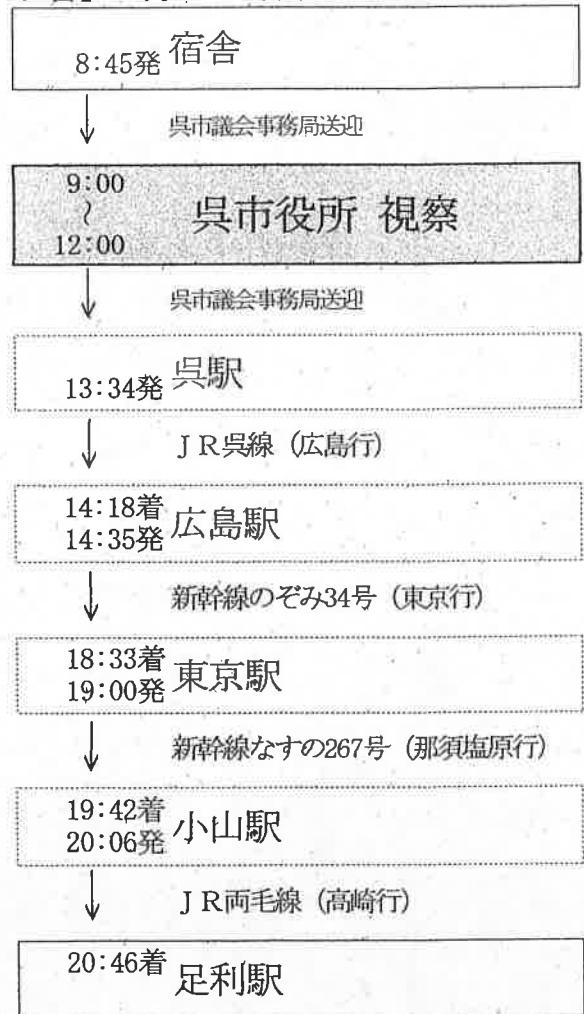 8:45発 宿舎
呉市議会事務局送迎
9:00
～
12:00
呉市役所 視察
呉市議会事務局送迎
13:34発 呉駅
ＪＲ呉線（広島行）
14:18着
14:35発
広島駅
新幹線のぞみ34号（東京行）
18:33着
19:00発
東京駅
新幹線なすの267号（那須塩原行）
19:42着
20:06発
小山駅
ＪＲ両毛線（高崎行）
20:46着 足利駅